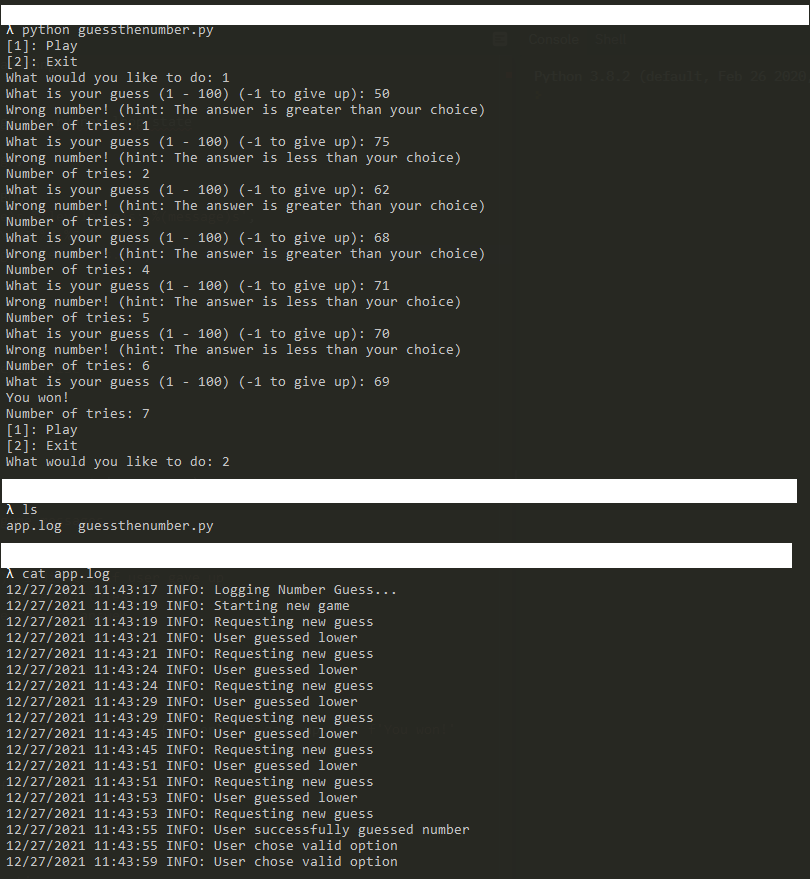 λ python guessthenumber.py
[1]: Play
[2]: Exit
What would you like to do: 1
What is your guess (1 - 100) (-1 to give up): 50
Wrong number! (hint: The answer is greater than your choice)
Number of tries: 1
What is your guess (1 - 100) (-1 to give up): 75
Wrong number! (hint: The answer is less than your choice)
Number of tries: 2
What is your guess (1 - 100) (-1 to give up): 62
Wrong number! (hint: The answer is greater than your choice)
Number of tries: 3
What is your guess (1 - 100) (-1 to give up): 68
Wrong number! (hint: The answer is greater than your choice)
Number of tries: 4
What is your guess (1 - 100) (-1 to give up): 71
Wrong number! (hint: The answer is less than your choice)
Number of tries: 5
What is your guess (1 - 100) (-1 to give up): 70
Wrong number! (hint: The answer is less than your choice)
Number of tries: 6
What is your guess (1 - 100) (-1 to give up): 69
You won!
Number of tries: 7
[1]: Play
[2]: Exit
What would you like to do: 2
λ ls
app.log  guessthenumber.py
λ cat app.log
12/27/2021 11:43:17 INFO: Logging Number Guess...
12/27/2021 11:43:19 INFO: Starting new game
12/27/2021 11:43:19 INFO: Requesting new guess
12/27/2021 11:43:21 INFO: User guessed lower
12/27/2021 11:43:21 INFO: Requesting new guess
12/27/2021 11:43:24 INFO: User guessed lower
12/27/2021 11:43:24 INFO: Requesting new guess
12/27/2021 11:43:29 INFO: User guessed lower
12/27/2021 11:43:29 INFO: Requesting new guess
12/27/2021 11:43:45 INFO: User guessed lower
12/27/2021 11:43:45 INFO: Requesting new guess
12/27/2021 11:43:51 INFO: User guessed lower
12/27/2021 11:43:51 INFO: Requesting new guess
12/27/2021 11:43:53 INFO: User guessed lower
12/27/2021 11:43:53 INFO: Requesting new guess
12/27/2021 11:43:55 INFO: User successfully guessed number
12/27/2021 11:43:55 INFO: User chose valid option
12/27/2021 11:43:59 INFO: User chose valid option